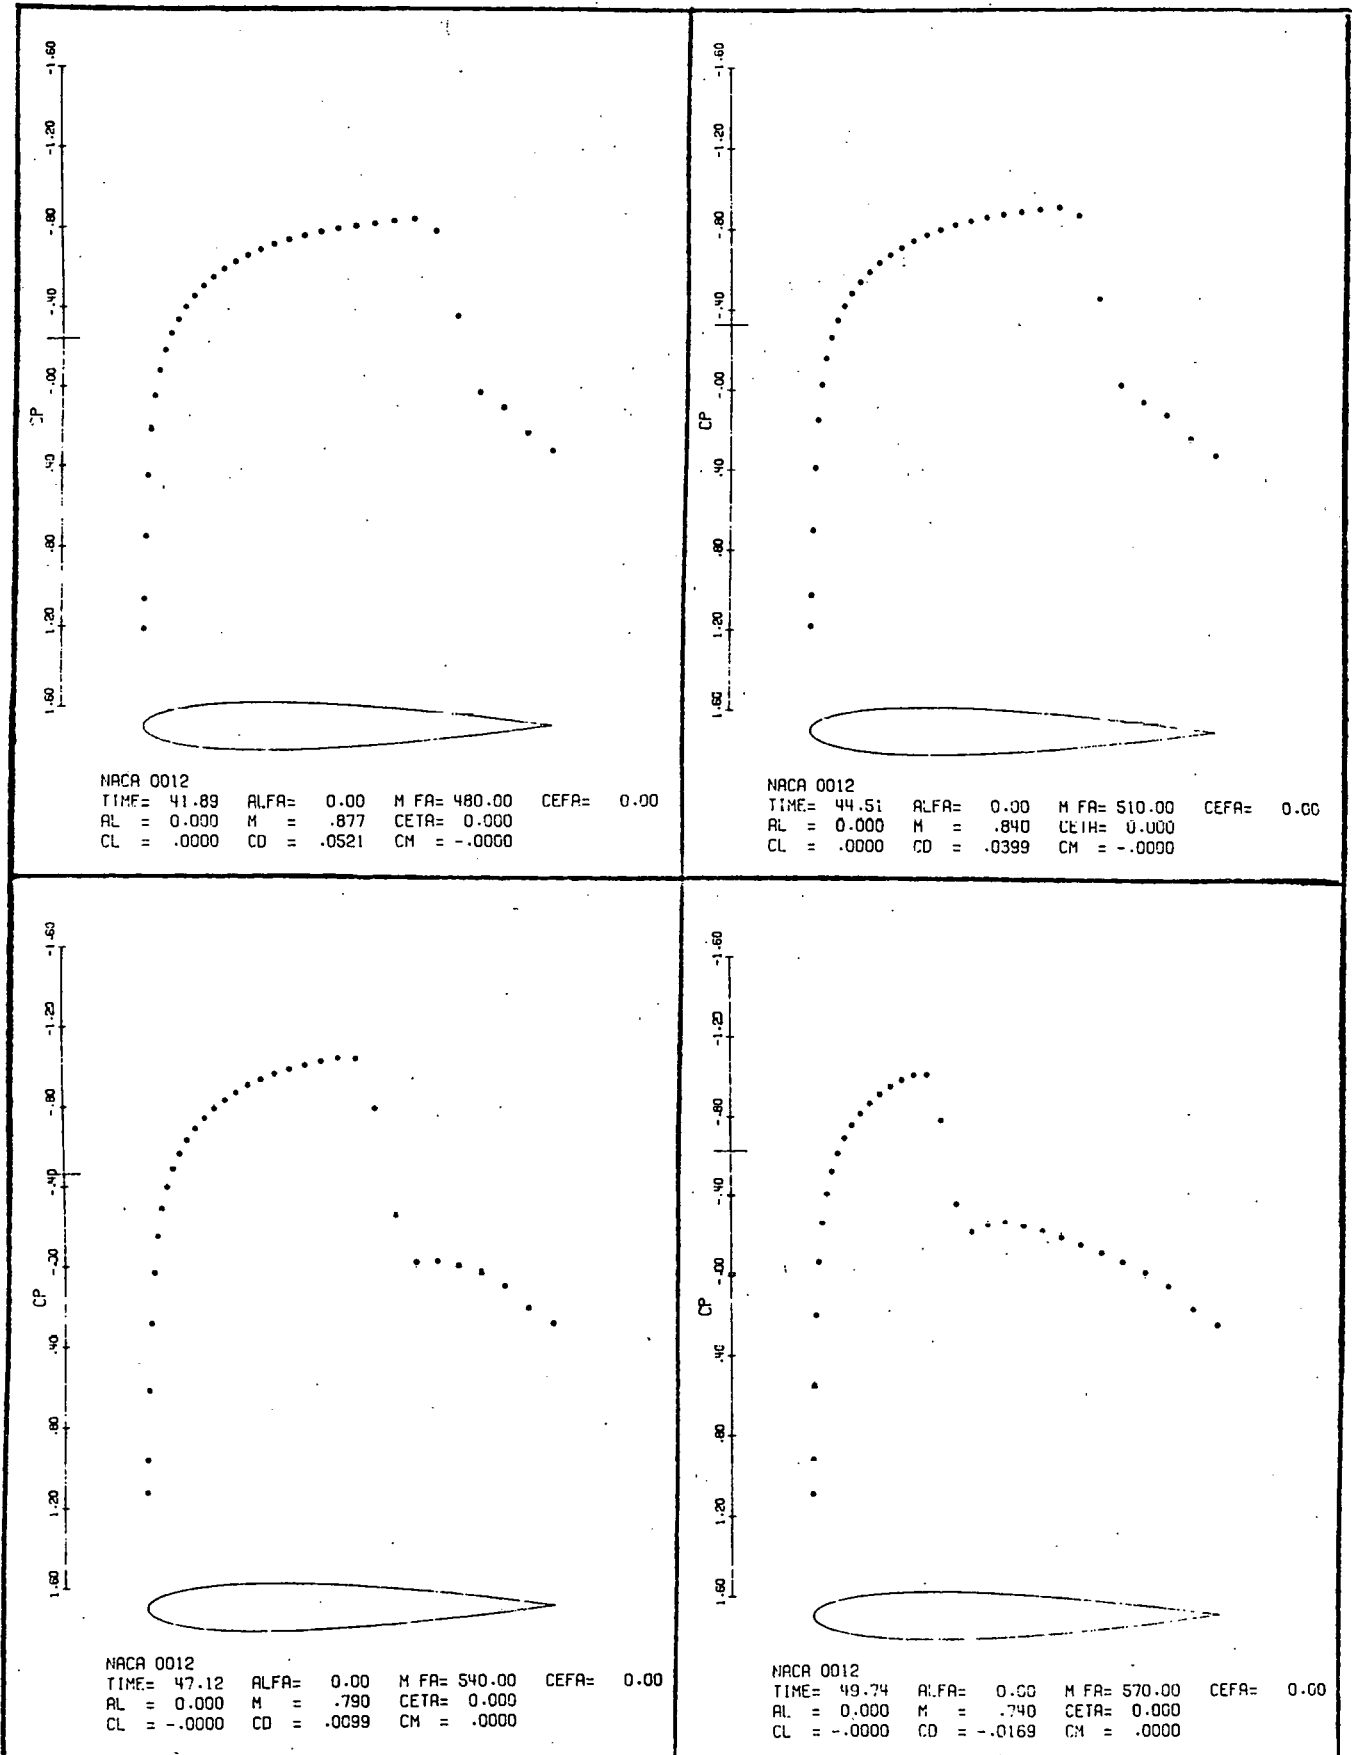 -1.60
-1.20
-.80
-.40
-.00
CP
.40
.80
1.20
1.60
NACA 0012
TIME= 41.89 ALFA= 0.00 M FA= 480.00 CEFA= 0.00
AL = 0.000 M = .877 CETA= 0.000
CL = .0000 CD = .0521 CM = -.0000
-1.60
-1.20
-.80
-.40
-.00
CP
.40
.80
1.20
1.60
NACA 0012
TIME= 44.51 ALFA= 0.00 M FA= 510.00 CEFA= 0.00
AL = 0.000 M = .840 CETA= 0.000
CL = .0000 CD = .0399 CM = -.0000
-1.60
-1.20
-.80
-.40
-.00
CP
.40
.80
1.20
1.60
NACA 0012
TIME= 47.12 ALFA= 0.00 M FA= 540.00 CEFA= 0.00
AL = 0.000 M = .790 CETA= 0.000
CL = -.0000 CD = .0099 CM = .0000
-1.60
-1.20
-.80
-.40
-.00
CP
.40
.80
1.20
1.60
NACA 0012
TIME= 49.74 ALFA= 0.00 M FA= 570.00 CEFA= 0.00
AL = 0.000 M = .740 CETA= 0.000
CL = -.0000 CD = -.0169 CM = .0000